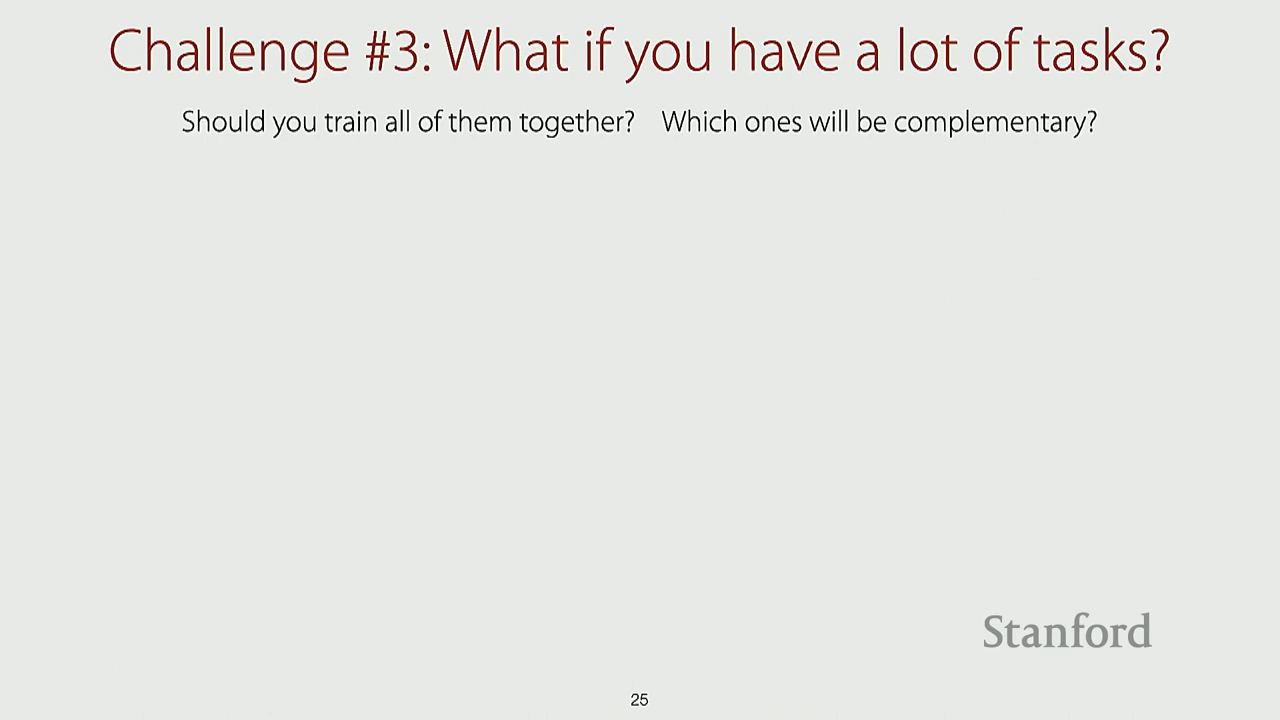 Challenge #3: What if you have a lot of tasks?
Should you train all of them together? Which ones will be complementary?
Stanford
25